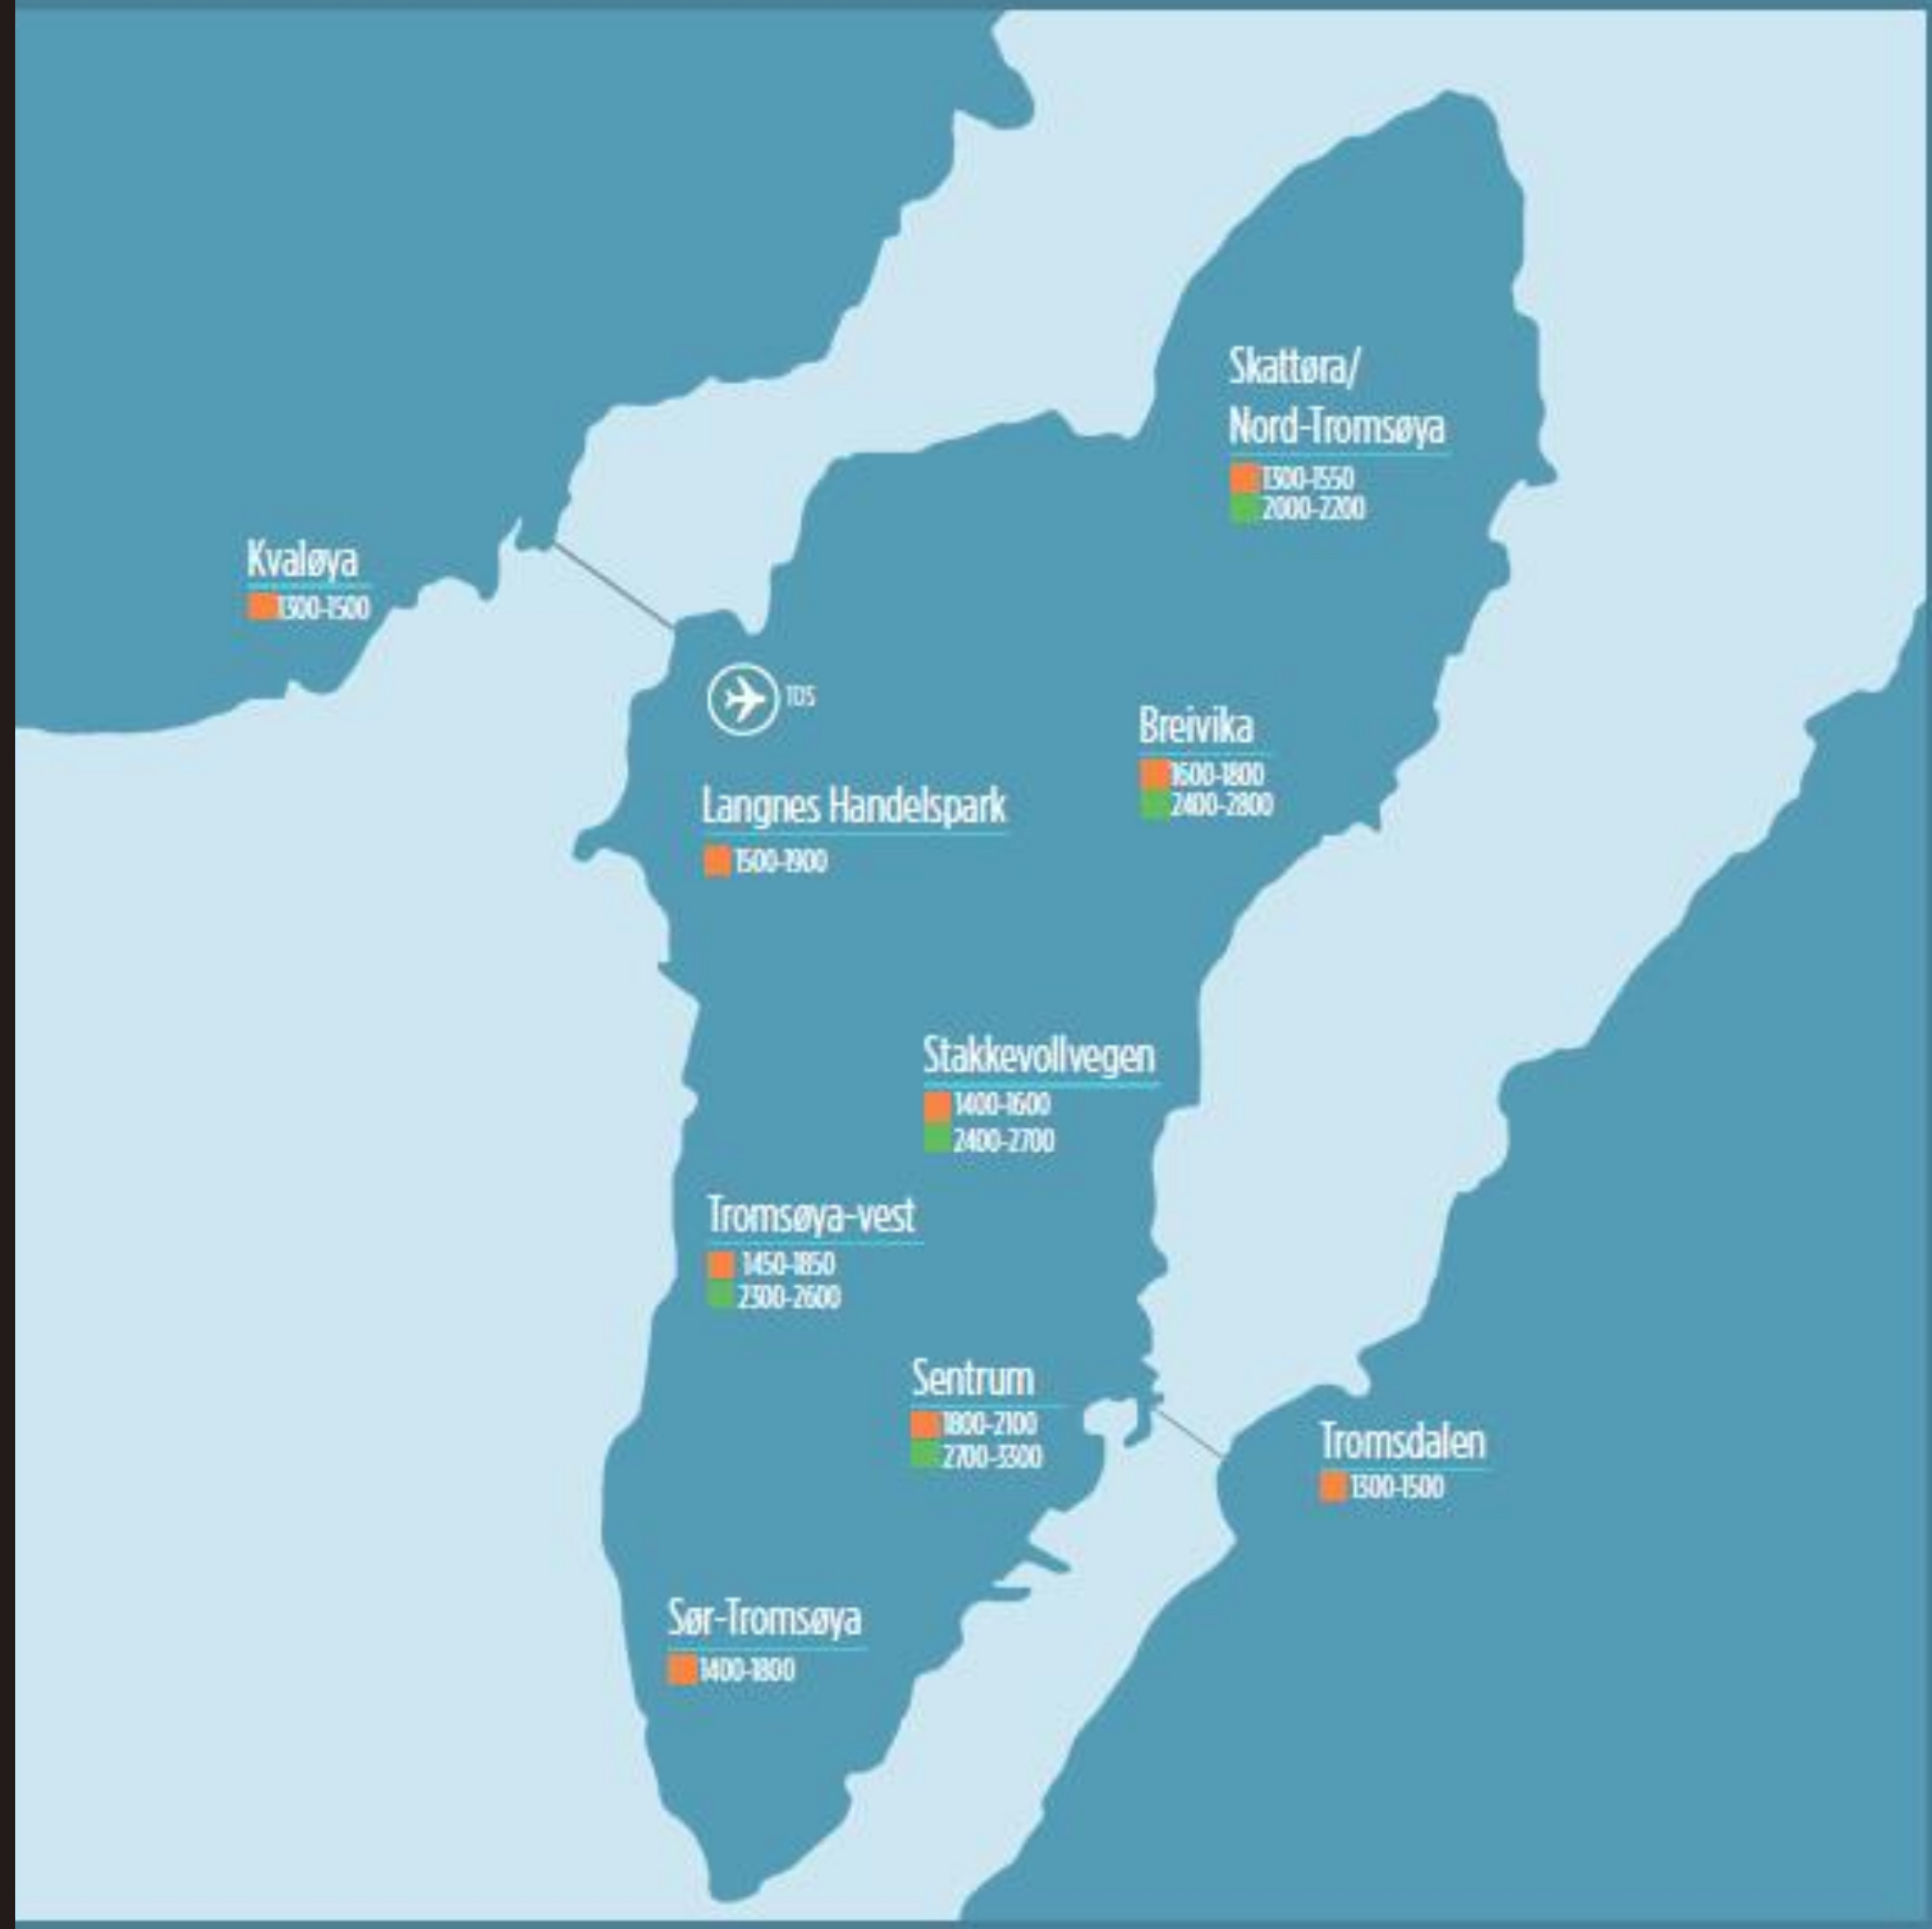 Skattøra/
Nord-Tromsøya
1300-1550
2000-2200
Kvaløya
1300-1500
TOS
Breivika
1600-1800
2400-2800
Langnes Handelspark
1500-1900
Stakkevollvegen
1400-1600
2400-2700
Tromsøya-vest
1450-1850
2300-2600
Sentrum
1800-2100
2700-3300
Tromsdalen
1300-1500
Sør-Tromsøya
1400-1800